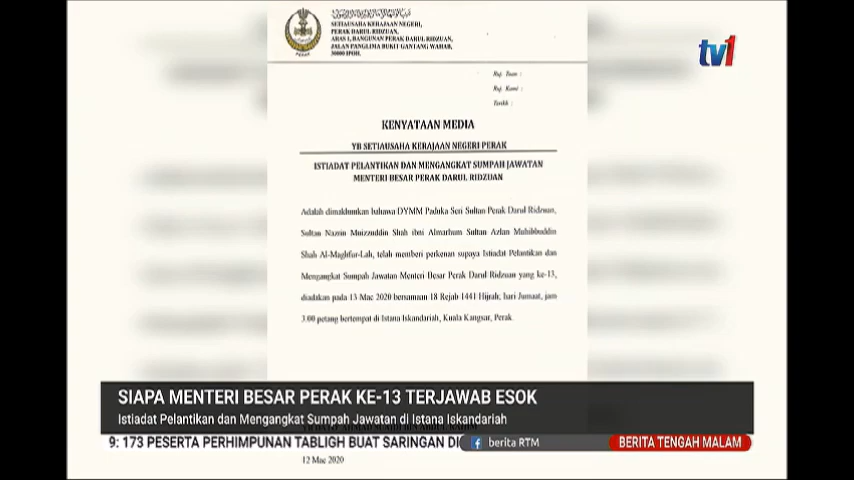 tv1
SETIAUSAHA KERAJAAN NEGERI,
PERAK DARUL RIDZUAN,
ARAS 1, BANGUNAN PERAK DARUL RIDZUAN,
JALAN PANGLIMA BUKIT GANTANG WAHAB,
30000 IPOH.
PERAK
Ruj. Tuan :
Ruj. Kami :
Tarikh :
KENYATAAN MEDIA
YB SETIAUSAHA KERAJAAN NEGERI PERAK
ISTIADAT PELANTIKAN DAN MENGANGKAT SUMPAH JAWATAN
MENTERI BESAR PERAK DARUL RIDZUAN
Adalah dimaklumkan bahawa DYMM Paduka Seri Sultan Perak Darul Ridzuan,
Sultan Nazrin Muizzuddin Shah ibni Almarhum Sultan Azlan Muhibbuddin
Shah Al-Maghfur-Lah, telah memberi perkenan supaya Istiadat Pelantikan dan
Mengangkat Sumpah Jawatan Menteri Besar Perak Darul Ridzuan yang ke-13,
diadakan pada 13 Mac 2020 bersamaan 18 Rejab 1441 Hijrah, hari Jumaat, jam
3.00 petang bertempat di Istana Iskandariah, Kuala Kangsar, Perak.
SIAPA MENTERI BESAR PERAK KE-13 TERJAWAB ESOK
Istiadat Pelantikan dan Mengangkat Sumpah Jawatan di Istana Iskandariah
9: 173 PESERTA PERHIMPUNAN TABLIGH BUAT SARINGAN DI
berita RTM
BERITA TENGAH MALAM
12 Mac 2020